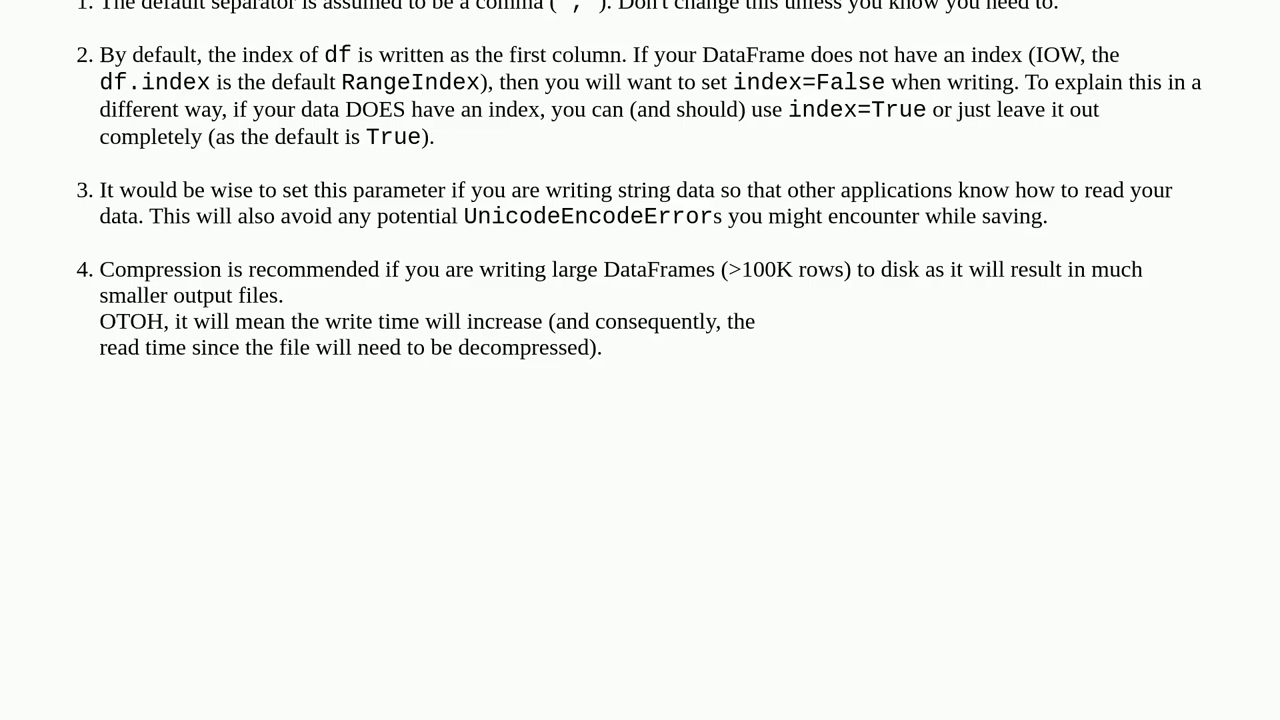 1. The default separator is assumed to be a comma (','). Don't change this unless you know you need to.
2. By default, the index of df is written as the first column. If your DataFrame does not have an index (IOW, the
df.index is the default RangeIndex), then you will want to set index=False when writing. To explain this in a
different way, if your data DOES have an index, you can (and should) use index=True or just leave it out
completely (as the default is True).
3. It would be wise to set this parameter if you are writing string data so that other applications know how to read your
data. This will also avoid any potential UnicodeEncodeErrors you might encounter while saving.
4. Compression is recommended if you are writing large DataFrames (>100K rows) to disk as it will result in much
smaller output files.
OTOH, it will mean the write time will increase (and consequently, the
read time since the file will need to be decompressed).